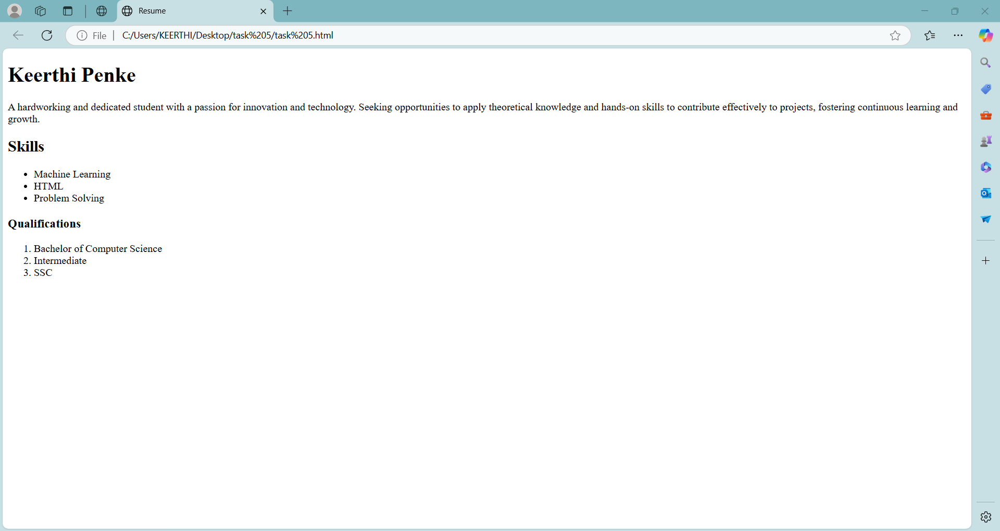 Resume
File
C:/Users/KEERTHI/Desktop/task%205/task%205.html
Keerthi Penke
A hardworking and dedicated student with a passion for innovation and technology. Seeking opportunities to apply theoretical knowledge and hands-on skills to contribute effectively to projects, fostering continuous learning and
growth.
Skills
• Machine Learning
• HTML
• Problem Solving
Qualifications
1. Bachelor of Computer Science
2. Intermediate
3. SSC